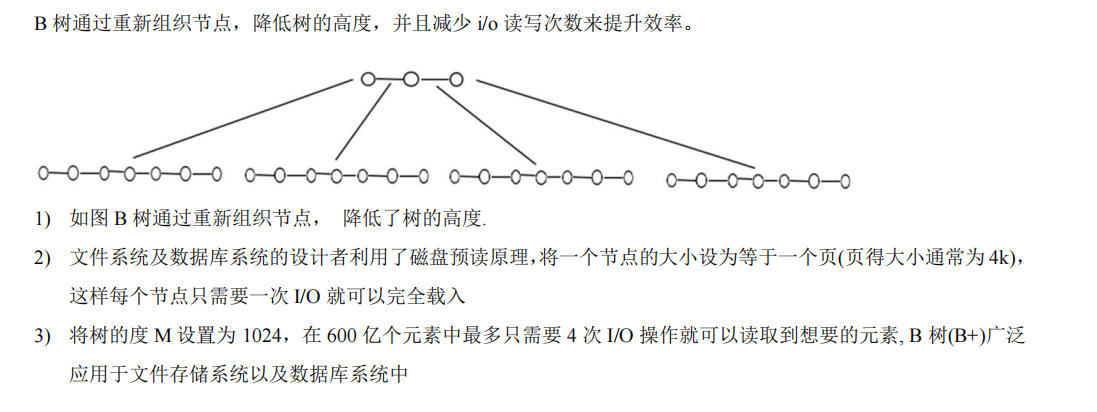 B 树通过重新组织节点，降低树的高度，并且减少 i/o 读写次数来提升效率。
1) 如图 B 树通过重新组织节点， 降低了树的高度.
2) 文件系统及数据库系统的设计者利用了磁盘预读原理，将一个节点的大小设为等于一个页(页得大小通常为 4k)，
这样每个节点只需要一次 I/O 就可以完全载入
3) 将树的度 M 设置为 1024，在 600 亿个元素中最多只需要 4 次 I/O 操作就可以读取到想要的元素, B 树(B+)广泛
应用于文件存储系统以及数据库系统中